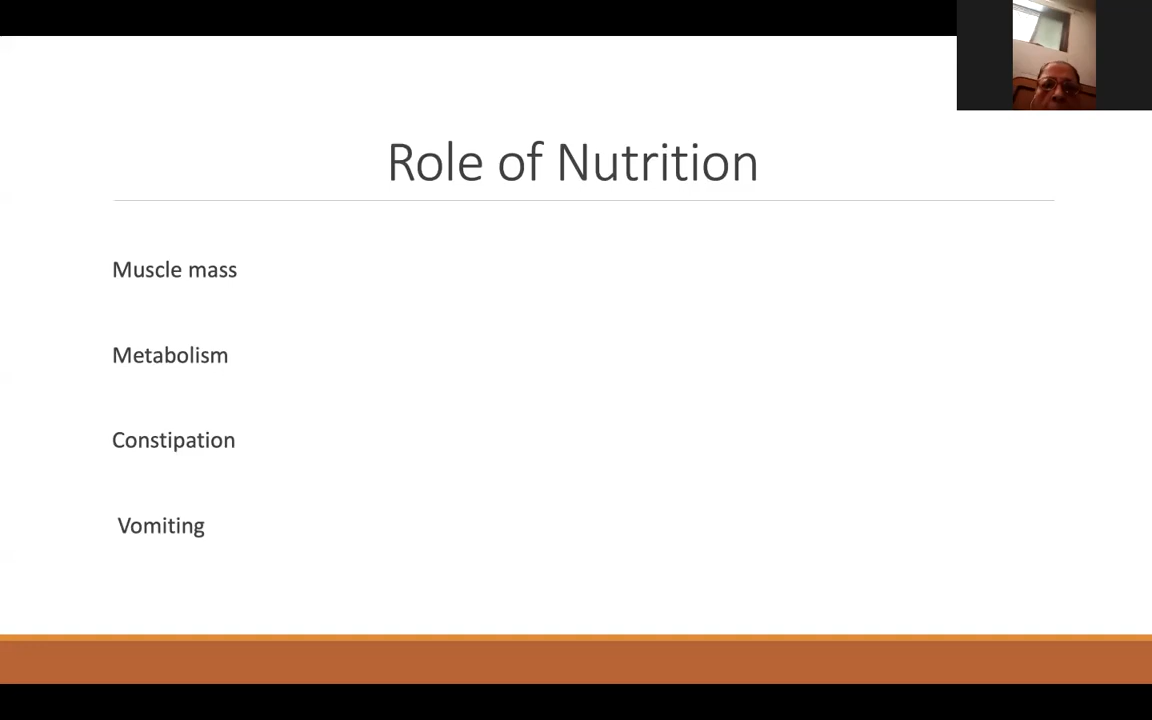 Role of Nutrition
Muscle mass
Metabolism
Constipation
Vomiting